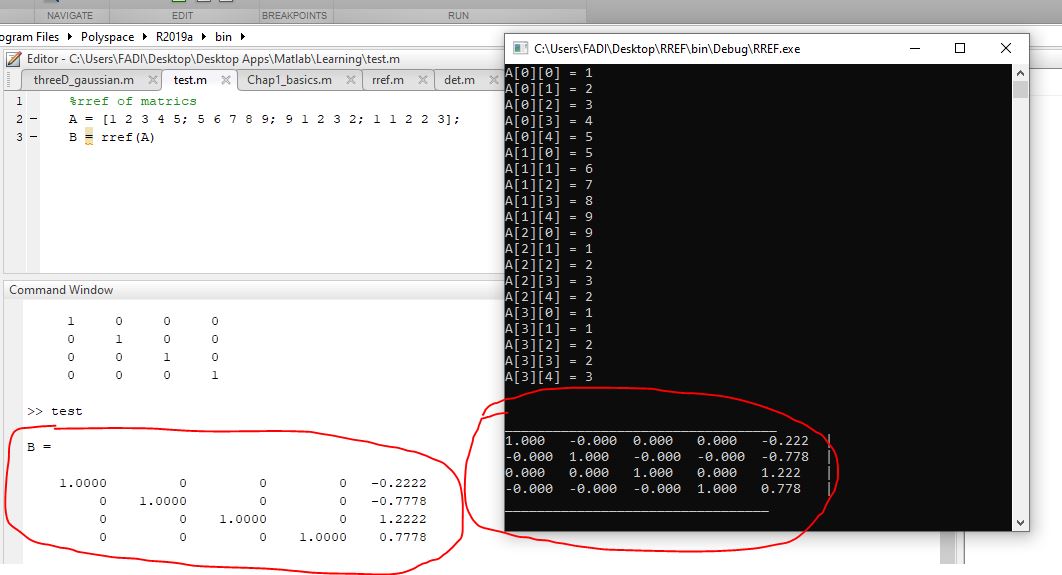 NAVIGATE EDIT BREAKPOINTS RUN
ogram Files Polyspace R2019a bin
Editor - C:\Users\FADI\Desktop\Desktop Apps\Matlab\Learning\test.m
threeD_gaussian.m test.m Chap1_basics.m rref.m det.m
1 %rref of matrics
2 A = [1 2 3 4 5; 5 6 7 8 9; 9 1 2 3 2; 1 1 2 2 3];
3 B = rref(A)
Command Window
1 0 0 0
0 1 0 0
0 0 1 0
0 0 0 1
>> test
B =
1.0000 0 0 0 -0.2222
0 1.0000 0 0 -0.7778
0 0 1.0000 0 1.2222
0 0 0 1.0000 0.7778
C:\Users\FADI\Desktop\RREF\bin\Debug\RREF.exe
A[0][0] = 1
A[0][1] = 2
A[0][2] = 3
A[0][3] = 4
A[0][4] = 5
A[1][0] = 5
A[1][1] = 6
A[1][2] = 7
A[1][3] = 8
A[1][4] = 9
A[2][0] = 9
A[2][1] = 1
A[2][2] = 2
A[2][3] = 3
A[2][4] = 2
A[3][0] = 1
A[3][1] = 1
A[3][2] = 2
A[3][3] = 2
A[3][4] = 3
1.000 -0.000 0.000 0.000 -0.222 |
-0.000 1.000 -0.000 -0.000 -0.778 |
0.000 0.000 1.000 0.000 1.222 |
-0.000 -0.000 -0.000 1.000 0.778 |